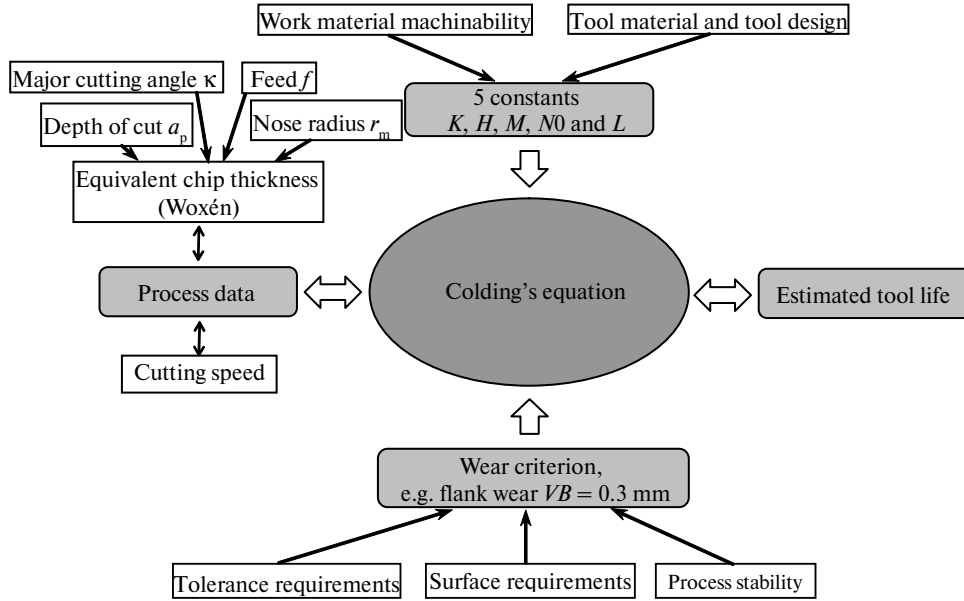 Work material machinability
Tool material and tool design
Major cutting angle κ
Feed f
Depth of cut aₚ
Nose radius rₘ
5 constants
K, H, M, N0 and L
Equivalent chip thickness
(Woxén)
Process data
Colding’s equation
Estimated tool life
Cutting speed
Wear criterion,
e.g. flank wear VB = 0.3 mm
Tolerance requirements
Surface requirements
Process stability